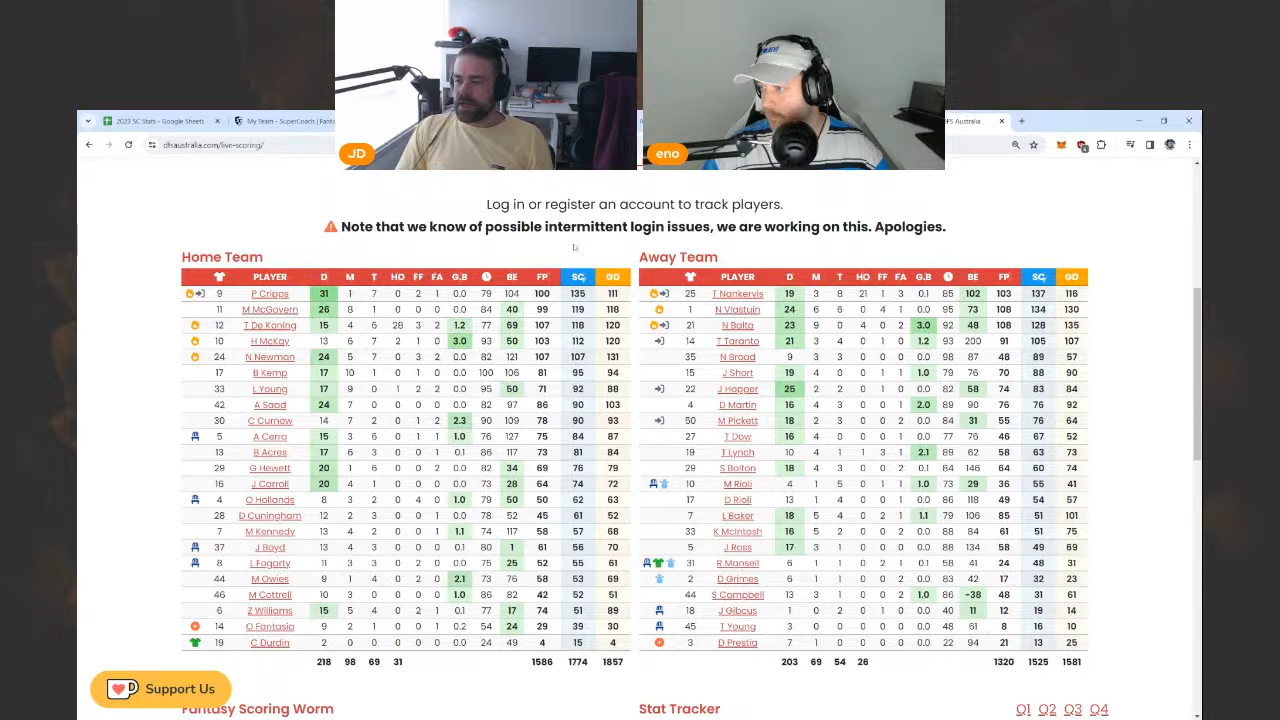 JD
eno
2023 SC Stats - Google Sheets × My Team - SuperCoach | Fanta DFS Australia × +
dfsaustralia.com/live-scoring/
Log in or register an account to track players.
Note that we know of possible intermittent login issues, we are working on this. Apologies.
Home Team
PLAYER D M T HO FF FA G.B BE FP SC GD
9 P Cripps 31 1 7 0 2 1 0.0 79 104 100 135 111
11 M McGovern 26 8 1 0 0 0 0.0 84 40 99 119 118
12 T De Koning 15 4 6 28 3 2 1.2 77 69 107 118 120
10 H McKay 13 6 7 2 1 0 3.0 93 50 103 112 120
24 N Newman 24 5 7 0 3 2 0.0 82 121 107 107 131
17 B Kemp 17 10 1 0 1 0 0.0 100 106 81 95 94
33 L Young 17 9 0 1 2 2 0.0 95 50 71 92 88
42 A Saad 24 7 0 0 0 0 0.0 82 97 86 90 103
30 C Curnow 14 7 2 0 1 2 2.3 90 109 78 90 93
5 A Cerra 15 3 6 0 1 1 1.0 76 127 75 84 87
13 B Acres 17 6 3 0 0 1 0.1 86 117 73 81 84
29 G Hewett 20 1 6 0 0 2 0.0 82 34 69 76 79
16 J Carroll 20 4 1 0 0 0 0.0 73 28 64 74 72
4 O Hollands 8 3 2 0 4 0 1.0 79 50 50 62 63
28 D Cuningham 12 2 3 0 0 1 0.0 78 52 45 61 52
7 M Kennedy 13 4 2 0 0 0 1.1 74 117 58 57 68
37 J Boyd 13 4 3 0 0 0 0.1 80 1 61 56 70
8 L Fogarty 11 3 3 0 2 0 0.0 75 25 52 55 61
44 M Owies 9 1 4 0 2 0 2.1 73 76 58 53 69
46 M Cottrell 10 3 0 0 0 0 1.0 86 82 42 52 51
6 Z Williams 15 5 4 0 2 1 0.1 77 17 74 51 89
14 O Fantasia 9 2 1 0 0 1 0.2 54 24 29 39 30
19 C Durdin 2 0 1 0 0 0 0.0 24 49 4 15 4
218 98 69 31 1586 1774 1857
Away Team
PLAYER D M T HO FF FA G.B BE FP SC GD
25 T Nankervis 19 3 8 21 1 3 0.1 85 102 103 137 116
1 N Vlastuin 24 6 6 0 4 1 0.0 95 73 108 134 130
21 N Balta 23 9 0 4 0 2 3.0 92 48 108 128 135
14 T Taranto 21 3 4 0 1 0 1.2 92 200 91 105 107
35 N Broad 9 3 3 0 0 0 0.0 98 87 48 89 57
15 J Short 19 4 0 0 1 1 1.0 79 76 70 88 90
22 J Hopper 25 2 2 0 1 0 0.0 82 58 74 83 84
4 D Martin 16 4 3 0 0 1 2.0 89 90 76 76 92
50 M Pickett 18 2 3 0 0 2 0.0 84 31 55 76 64
27 T Dow 16 4 0 0 0 1 0.0 77 76 46 67 52
19 T Lynch 10 4 1 1 3 1 2.1 89 62 58 63 73
29 S Bolton 18 4 3 0 0 2 0.1 84 146 64 60 74
10 M Rioli 4 1 5 0 1 1 1.0 73 29 36 55 41
17 D Rioli 13 1 4 0 0 1 0.0 86 118 49 54 57
7 L Baker 18 5 4 0 2 1 1.1 79 106 85 51 101
33 K McIntosh 16 5 2 0 0 2 0.0 88 84 61 51 75
5 J Ross 17 3 1 0 0 0 0.0 88 134 58 49 69
31 R Mansell 6 1 1 0 2 1 0.1 58 41 24 48 31
2 D Grimes 6 1 1 0 0 2 0.0 83 42 17 32 23
44 S Campbell 13 3 1 0 0 2 1.0 86 -38 48 31 61
18 J Gibcus 1 0 2 0 1 0 0.0 40 11 12 19 14
45 T Young 3 0 0 0 0 0 0.0 48 61 8 16 10
3 D Prestia 7 1 0 0 0 0 0.0 22 94 21 13 25
203 69 54 26 1320 1525 1581
Support Us
Fantasy Scoring Worm
Stat Tracker Q1 Q2 Q3 Q4